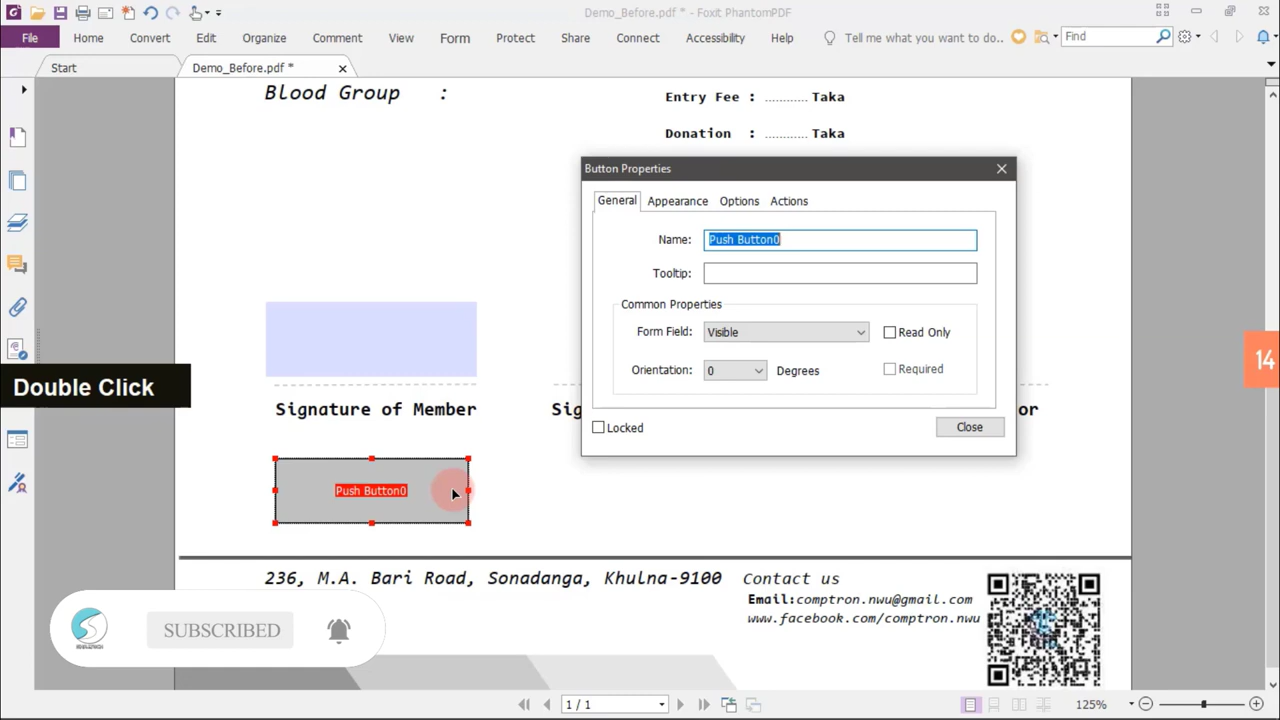 Demo_Before.pdf * - Foxit PhantomPDF
File Home Convert Edit Organize Comment View Form Protect Share Connect Accessibility Help Tell me what you want to do.. Find
Start Demo_Before.pdf *
Blood Group :
Entry Fee : ............ Taka
Donation : ............ Taka
Button Properties
General Appearance Options Actions
Name: Push Button0
Tooltip:
Common Properties
Form Field: Visible Read Only
Orientation: 0 Degrees Required
Locked Close
14
Double Click
Signature of Member
Sig
or
Push Button0
236, M.A. Bari Road, Sonadanga, Khulna-9100
Contact us
Email:comptron.nwu@gmail.com
www.facebook.com/comptron.nwu
SUBSCRIBED
1 / 1
125%